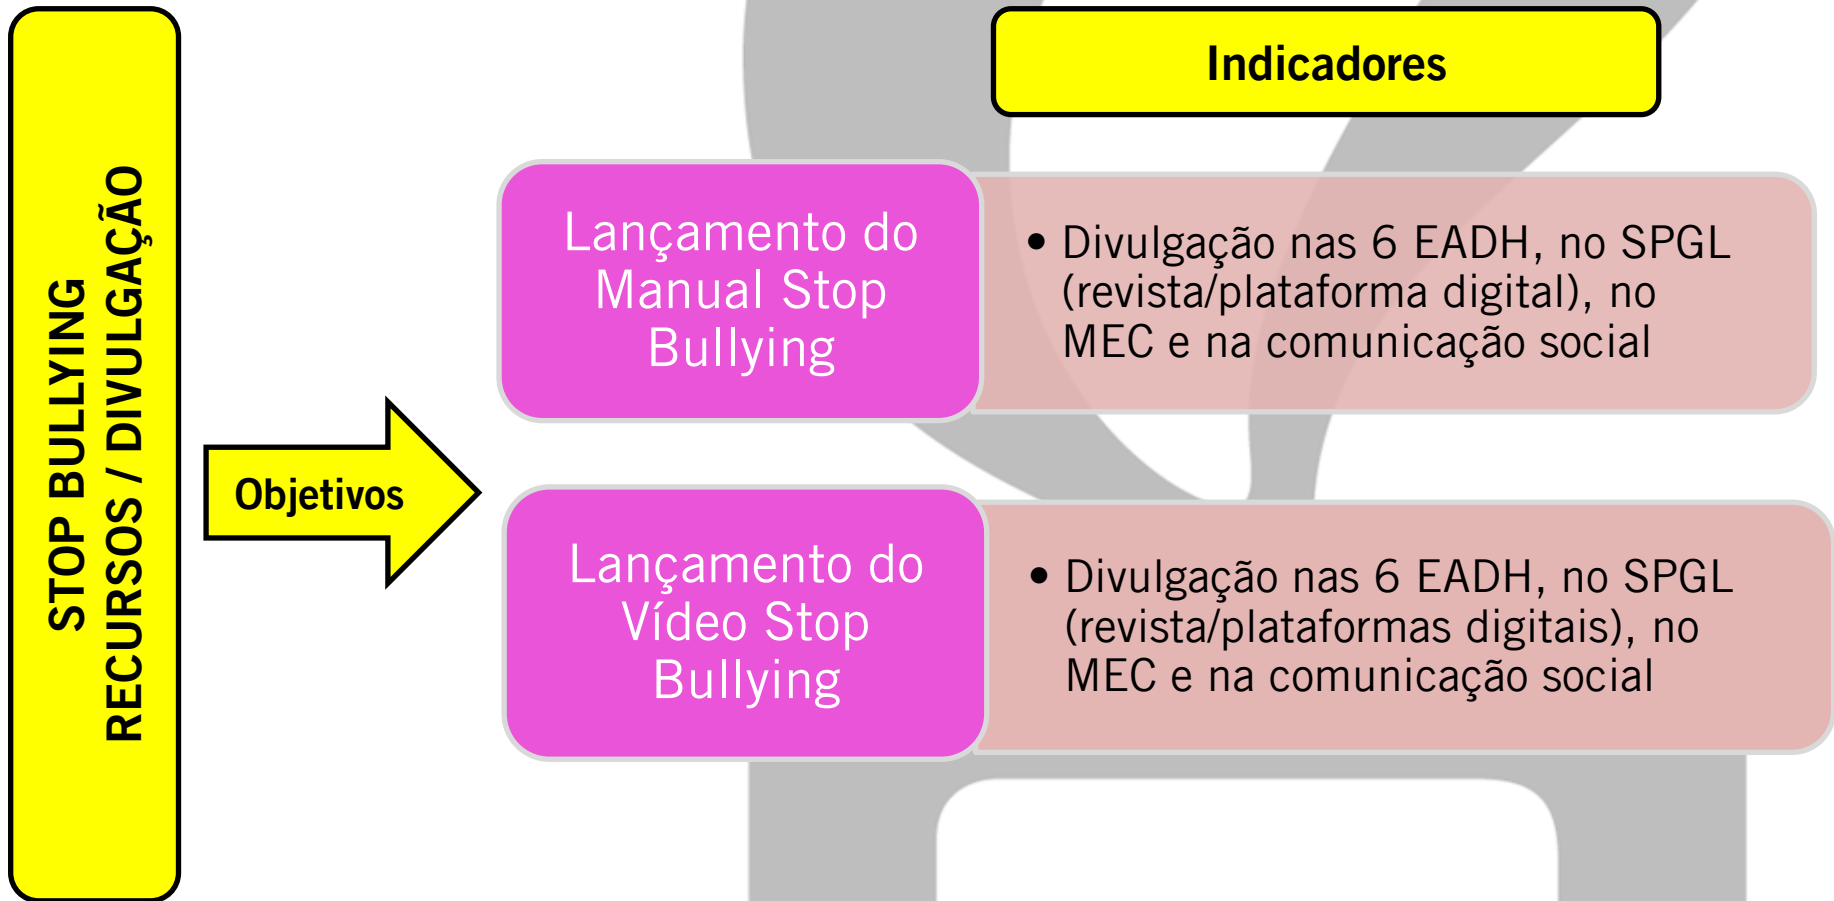 STOP BULLYING
RECURSOS / DIVULGAÇÃO
Objetivos
Indicadores
Lançamento do
Manual Stop
Bullying
• Divulgação nas 6 EADH, no SPGL
(revista/plataforma digital), no
MEC e na comunicação social
Lançamento do
Vídeo Stop
Bullying
• Divulgação nas 6 EADH, no SPGL
(revista/plataformas digitais), no
MEC e na comunicação social